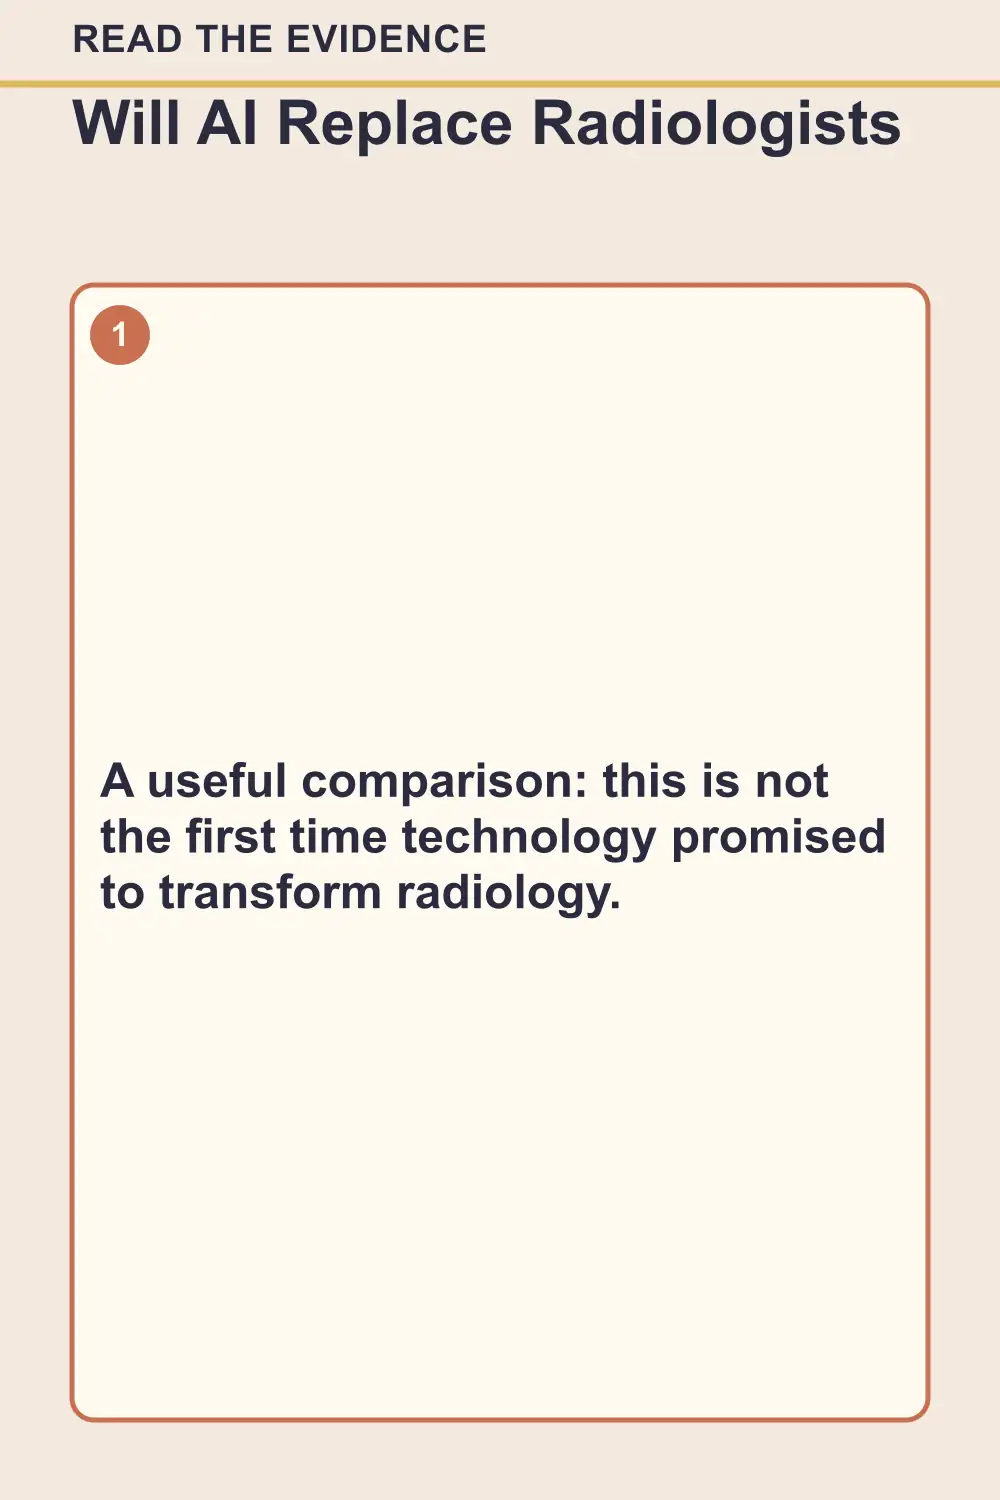 READ THE EVIDENCE
Will AI Replace Radiologists
1
A useful comparison: this is not
the first time technology promised
to transform radiology.